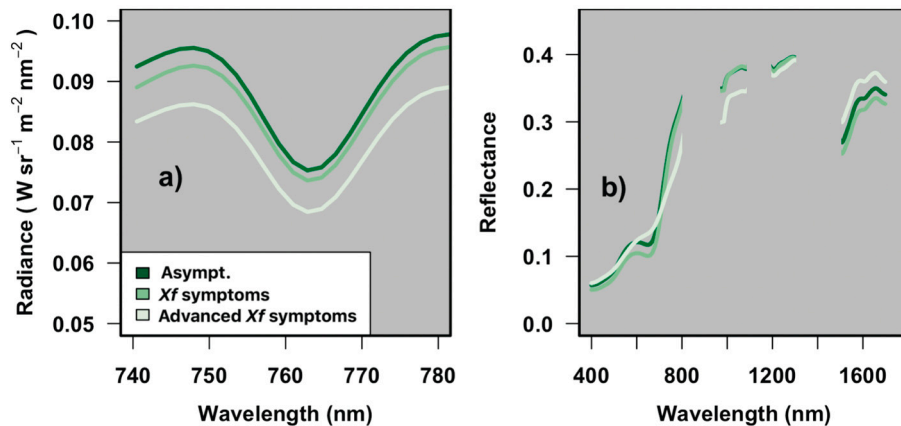 Radiance ( W sr⁻¹ m⁻² nm⁻²)
0.10
0.09
0.08
0.07
0.06
0.05
a)
Asympt.
Xf symptoms
Advanced Xf symptoms
740 750 760 770 780
Wavelength (nm)
Reflectance
0.4
0.3
0.2
0.1
0.0
b)
400 800 1200 1600
Wavelength (nm)